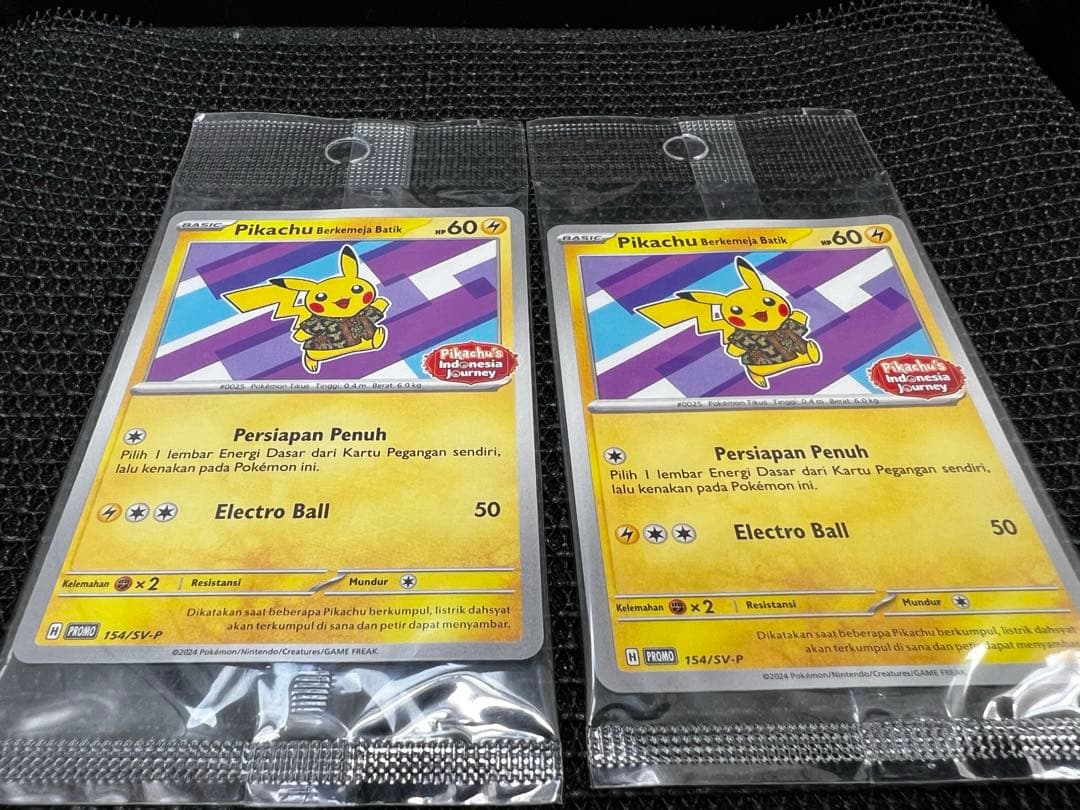 BASIC Pikachu Berkemeja Batik HP 60
Pikachu's
Indonesia
Journey
#0025 Pokémon Tikus Tinggi: 0.4 m Berat: 6.0 kg
Persiapan Penuh
Pilih 1 lembar Energi Dasar dari Kartu Pegangan sendiri,
lalu kenakan pada Pokémon ini.
Electro Ball 50
Kelemahan ×2 Resistansi Mundur
Dikatakan saat beberapa Pikachu berkumpul, listrik dahsyat
akan terkumpul di sana dan petir dapat menyambar.
H PROMO 154/SV-P
©2024 Pokémon/Nintendo/Creatures/GAME FREAK.
BASIC Pikachu Berkemeja Batik HP 60
Pikachu's
Indonesia
Journey
#0025 Pokémon Tikus Tinggi: 0.4 m Berat: 6.0 kg
Persiapan Penuh
Pilih 1 lembar Energi Dasar dari Kartu Pegangan sendiri,
lalu kenakan pada Pokémon ini.
Electro Ball 50
Kelemahan ×2 Resistansi Mundur
Dikatakan saat beberapa Pikachu berkumpul, listrik dahsyat
akan terkumpul di sana dan petir dapat menyambar.
H PROMO 154/SV-P
©2024 Pokémon/Nintendo/Creatures/GAME FREAK.